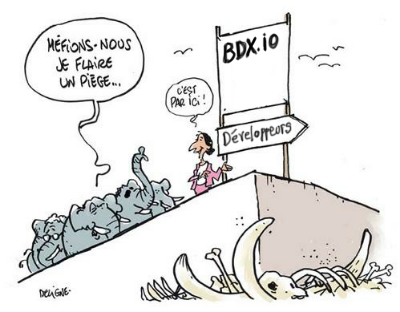 MÉFIONS-NOUS
JE FLAIRE
UN PIÈGE...
C'EST
PAR ICI !
BDX.io
Développeurs
DELIGNE-